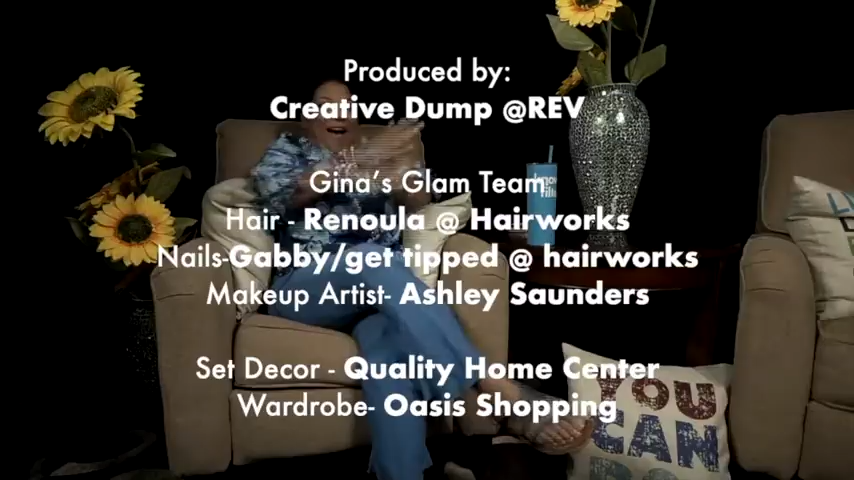 Produced by:
Creative Dump @REV
Gina's Glam Team
Hair - Renoula @ Hairworks
Nails-Gabby/get tipped @ hairworks
Makeup Artist- Ashley Saunders
Set Decor - Quality Home Center
Wardrobe- Oasis Shopping
YOU
CAN